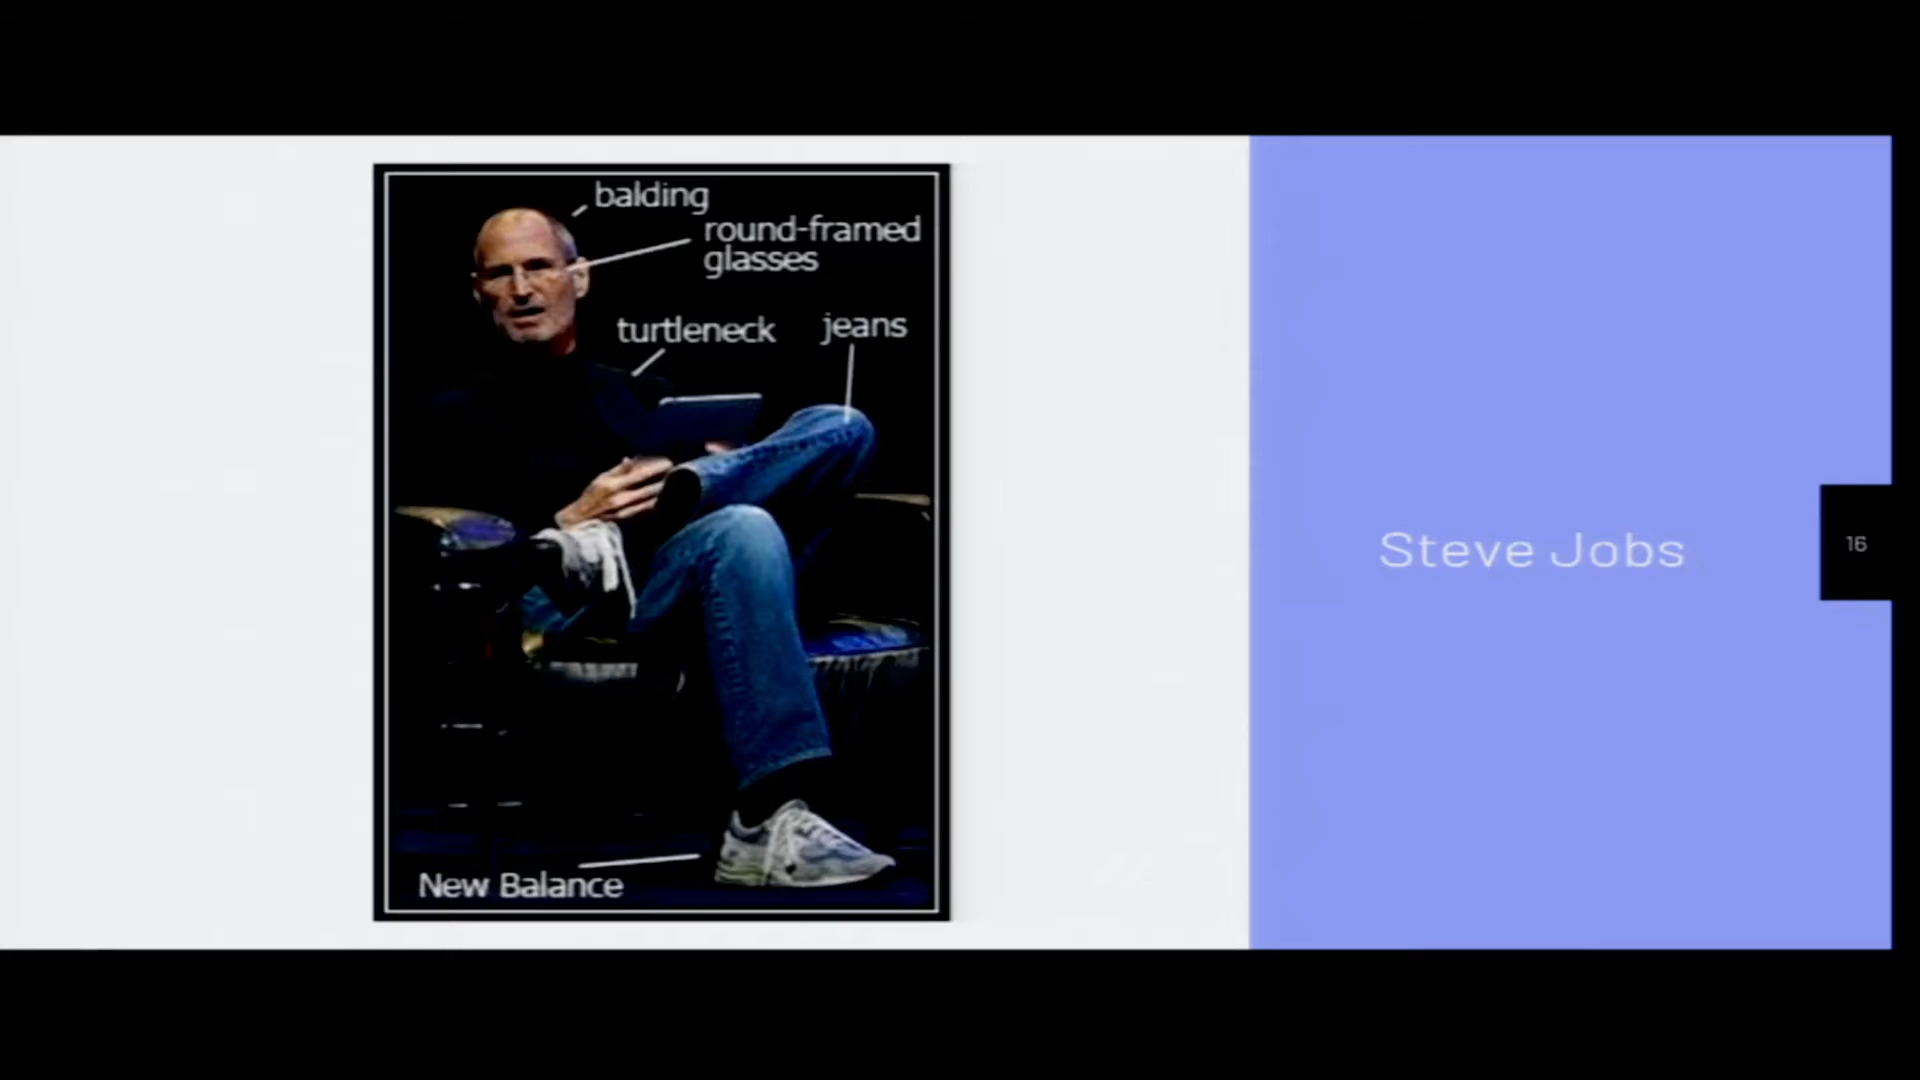 balding
round-framed
glasses
turtleneck
jeans
New Balance
Steve Jobs
16